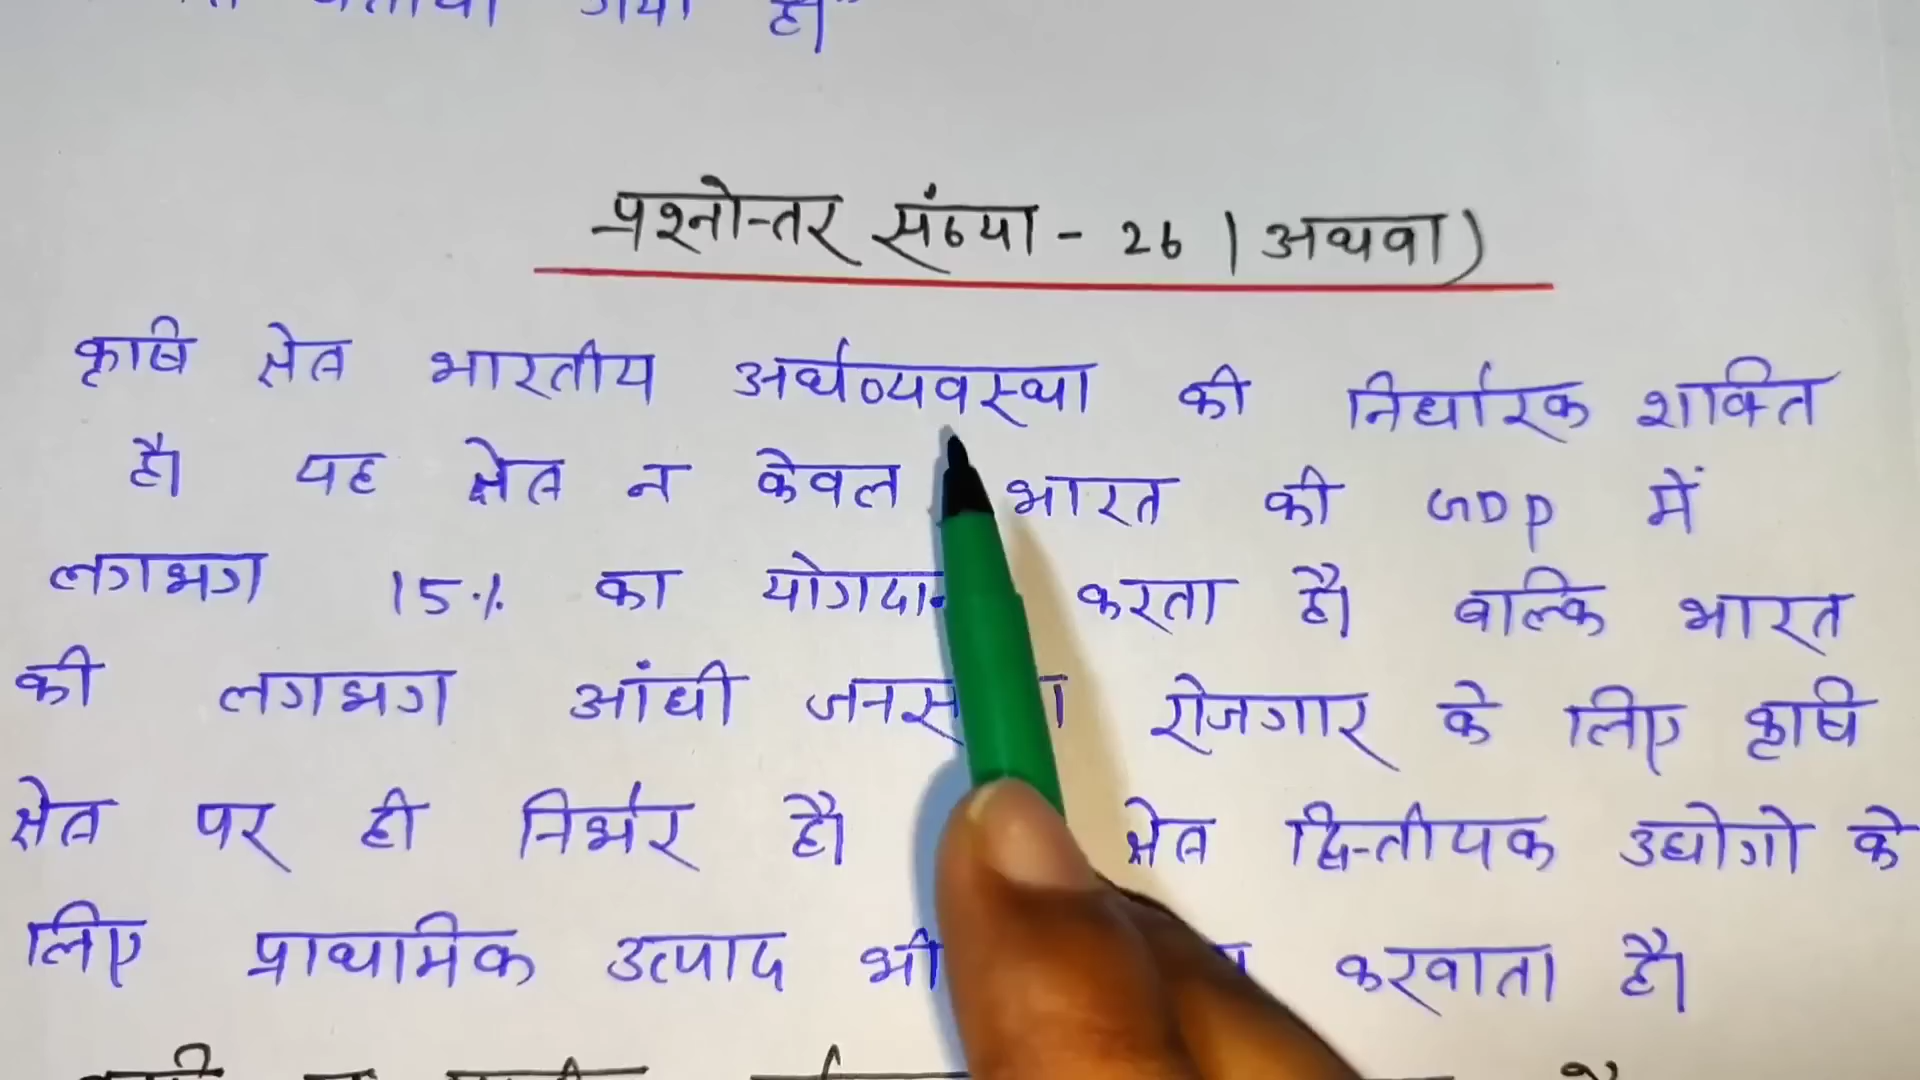 गया है।"
प्रश्नोत्तर संख्या - 26 (अथवा)
कृषि क्षेत्र भारतीय अर्थव्यवस्था की निर्धारक शक्ति
है। यह क्षेत्र न केवल भारत की GDP में
लगभग 15% का करता है। बल्कि भारत
की लगभग आंधी रोजगार के लिए कृषि
क्षेत्र पर ही निर्भर है। क्षेत्र द्वितीयक उद्योगो के
लिए प्राथमिक उत्पाद भी करवाता है।